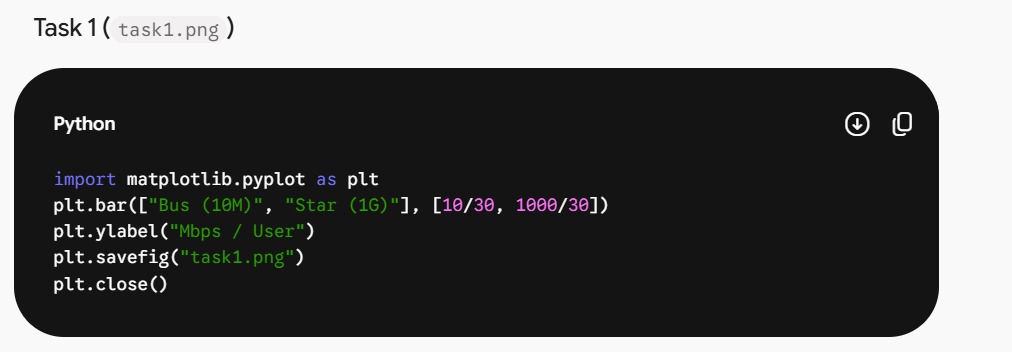 Task 1 ( task1.png )
Python
import matplotlib.pyplot as plt
plt.bar(["Bus (10M)", "Star (1G)"], [10/30, 1000/30])
plt.ylabel("Mbps / User")
plt.savefig("task1.png")
plt.close()